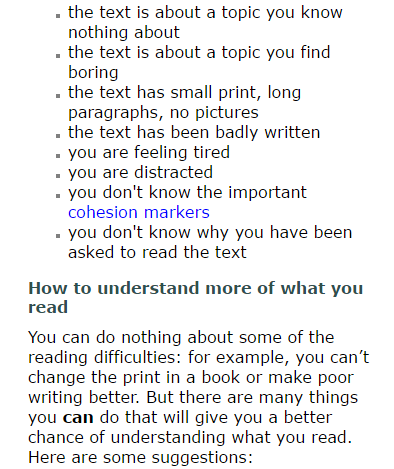 the text is about a topic you know
nothing about
the text is about a topic you find
boring
the text has small print, long
paragraphs, no pictures
the text has been badly written
you are feeling tired
you are distracted
you don't know the important
cohesion markers
you don't know why you have been
asked to read the text
How to understand more of what you
read
You can do nothing about some of the
reading difficulties: for example, you can’t
change the print in a book or make poor
writing better. But there are many things
you can do that will give you a better
chance of understanding what you read.
Here are some suggestions: